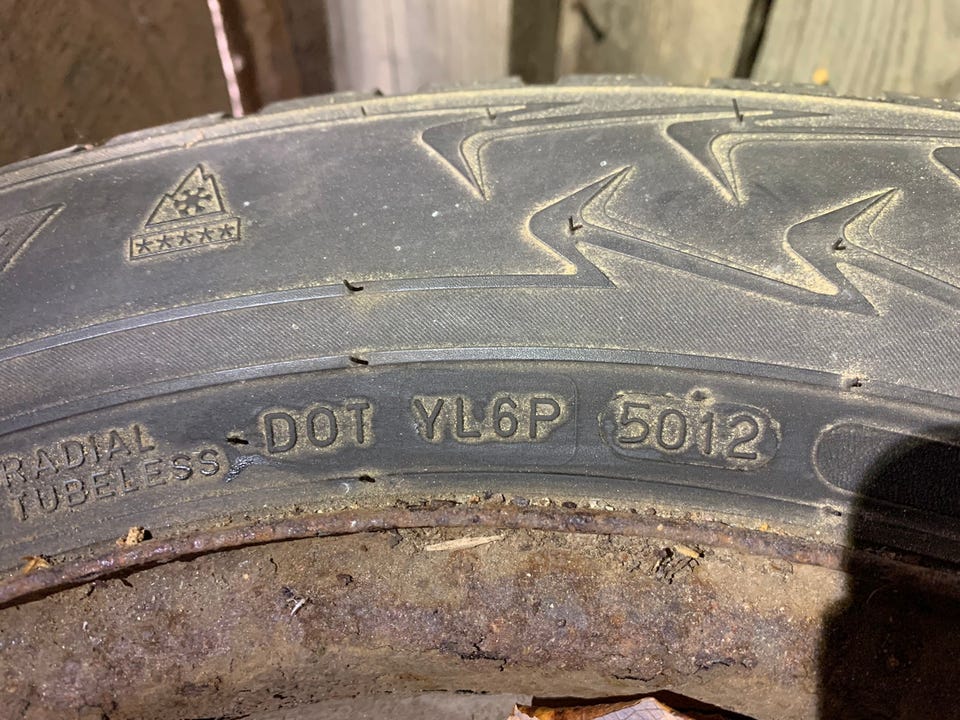 RADIAL
TUBELESS
DOT YL6P 5012